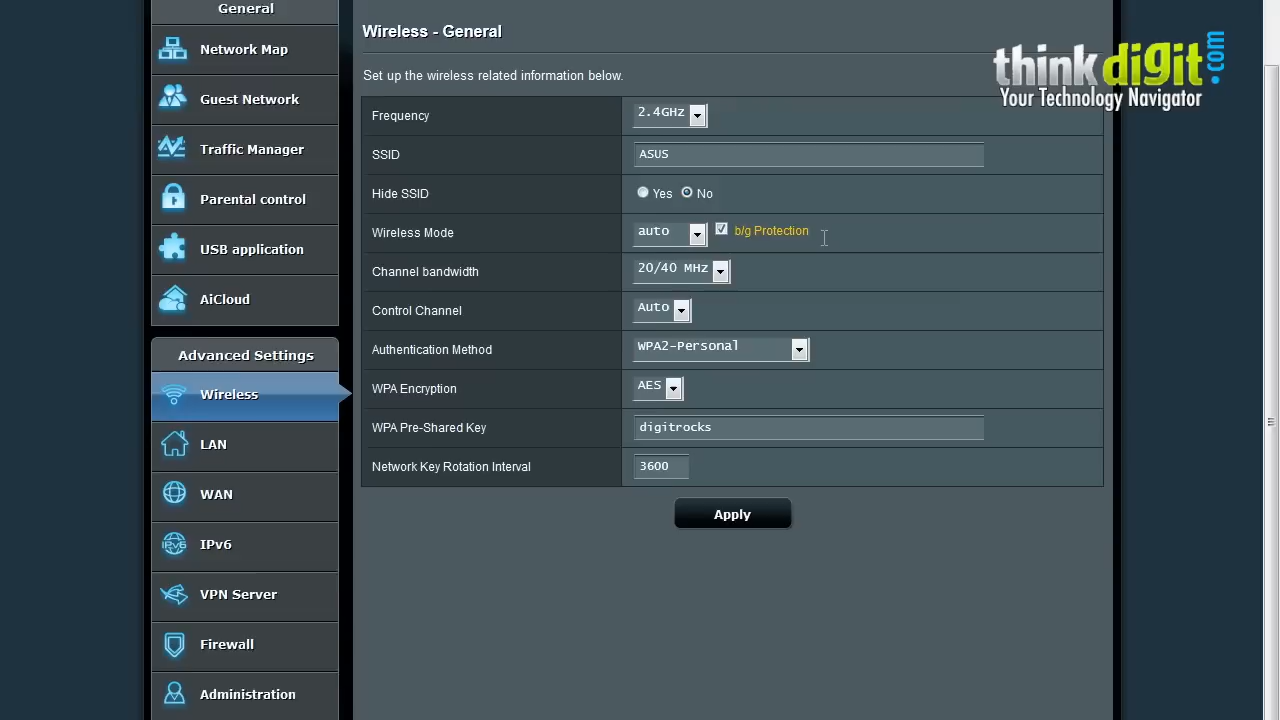 General
Network Map
Guest Network
Traffic Manager
Parental control
USB application
AiCloud
Advanced Settings
Wireless
LAN
WAN
IPv6
IPv6
VPN Server
Firewall
Administration
Wireless - General
Set up the wireless related information below.
Frequency 2.4GHz
SSID ASUS
Hide SSID Yes No
Wireless Mode auto b/g Protection
Channel bandwidth 20/40 MHz
Control Channel Auto
Authentication Method WPA2-Personal
WPA Encryption AES
WPA Pre-Shared Key digitrocks
Network Key Rotation Interval 3600
Apply
thinkdigit.com
Your Technology Navigator